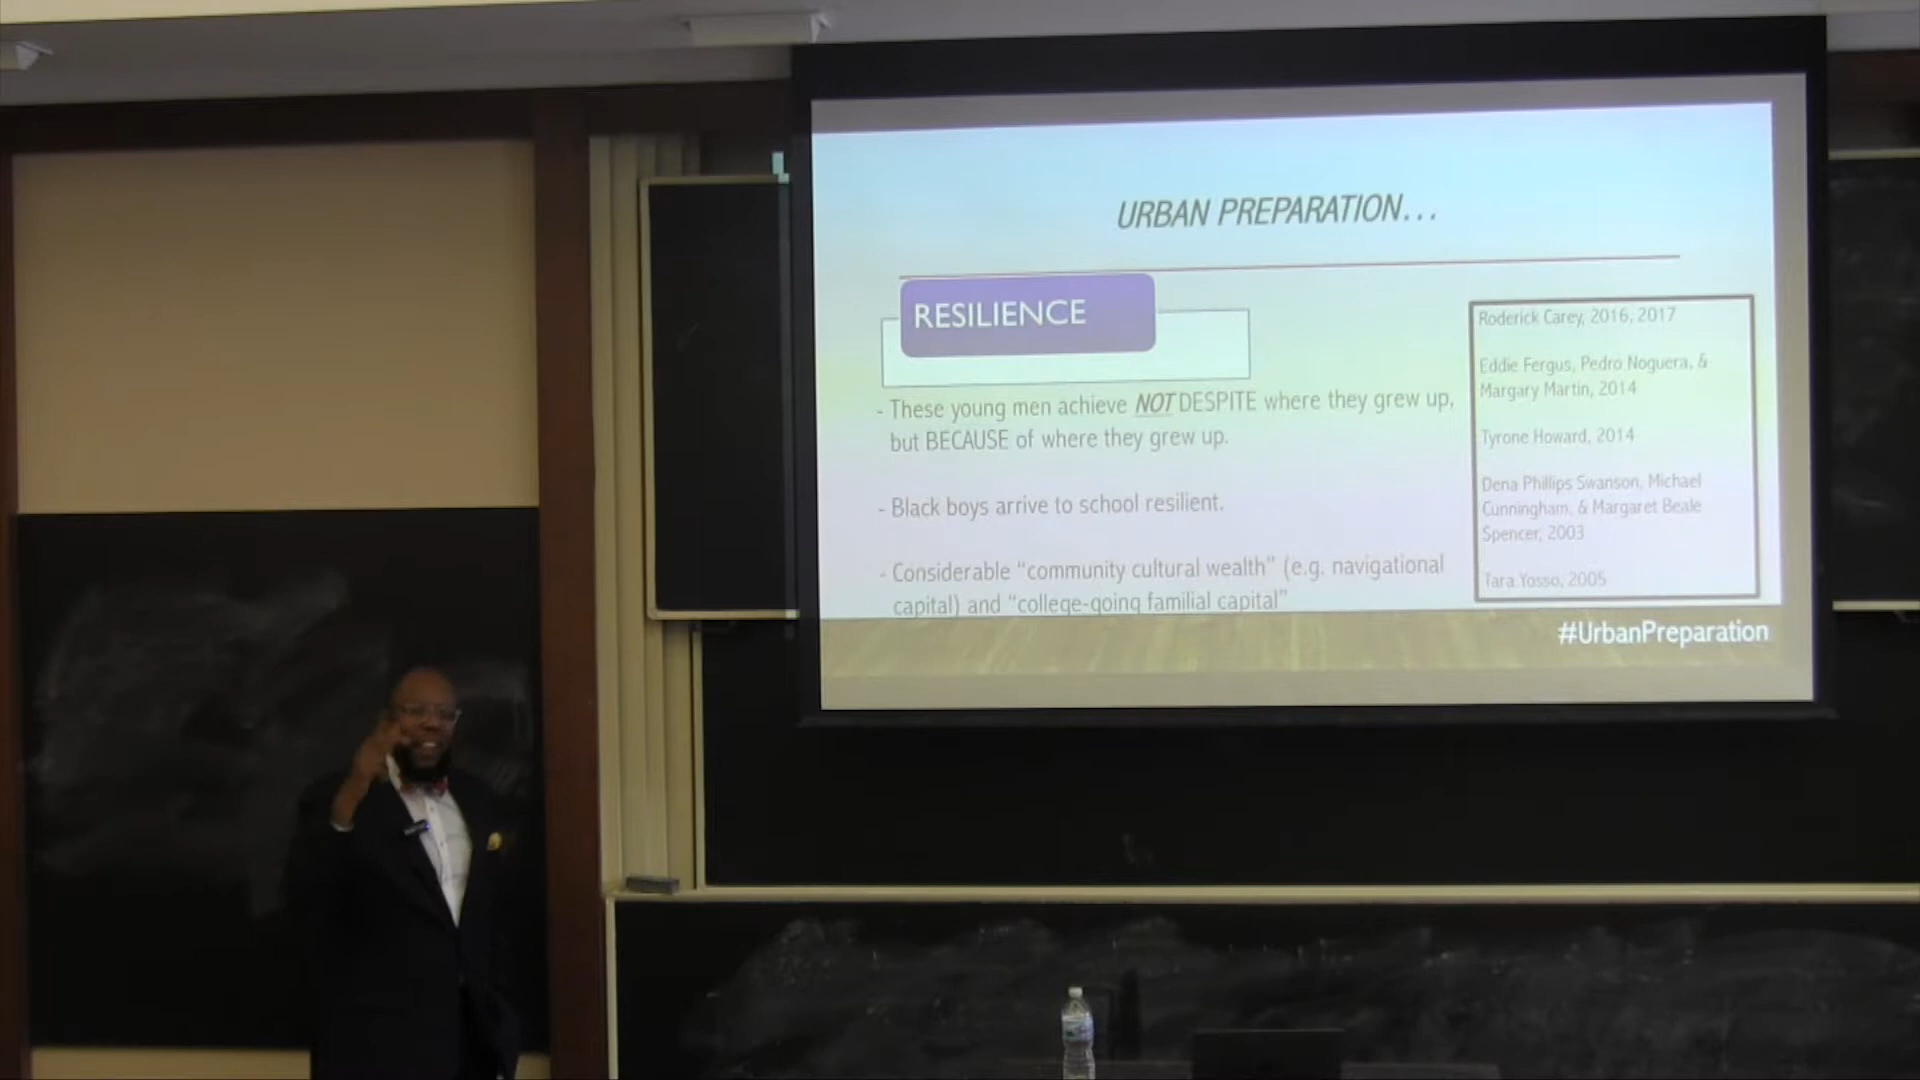 URBAN PREPARATION...
RESILIENCE
- These young men achieve NOT DESPITE where they grew up,
but BECAUSE of where they grew up.
- Black boys arrive to school resilient.
- Considerable “community cultural wealth” (e.g. navigational
capital) and “college-going familial capital”
Roderick Carey, 2016, 2017
Eddie Fergus, Pedro Noguera, &
Margary Martin, 2014
Tyrone Howard, 2014
Dena Phillips Swanson, Michael
Cunningham, & Margaret Beale
Spencer, 2003
Tara Yosso, 2005
#UrbanPreparation